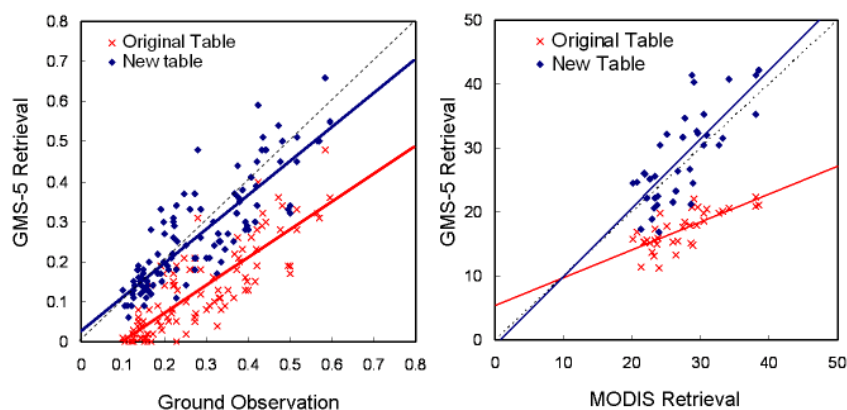 0.8
0.7
0.6
0.5
0.4
0.3
0.2
0.1
0
GMS-5 Retrieval
Original Table
New table
0 0.1 0.2 0.3 0.4 0.5 0.6 0.7 0.8
Ground Observation
50
40
30
20
10
0
GMS-5 Retrieval
Original Table
New Table
0 10 20 30 40 50
MODIS Retrieval